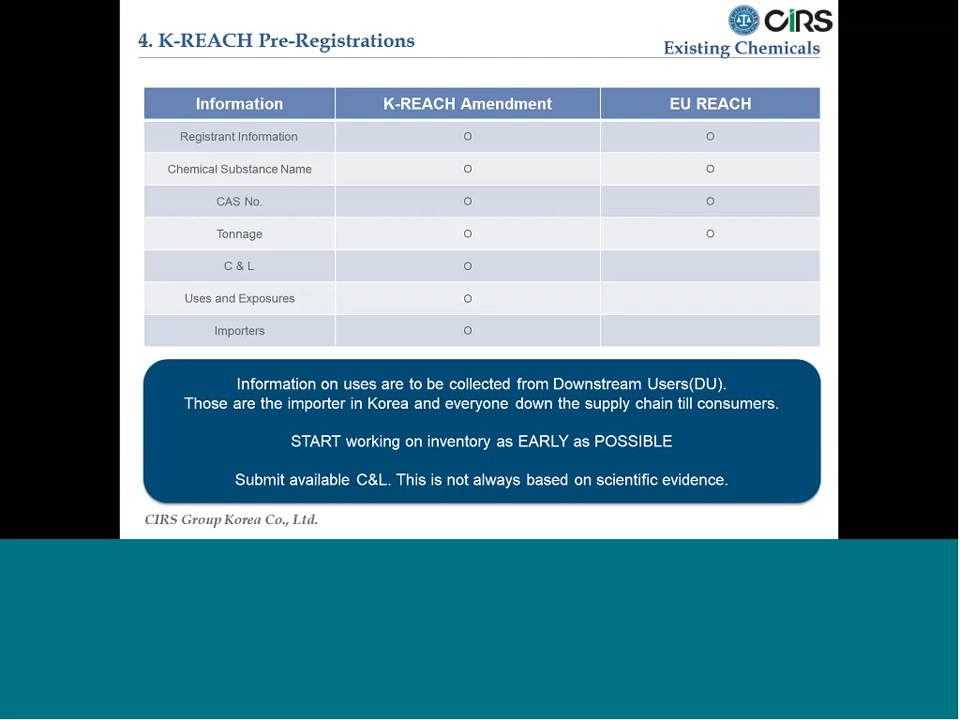 4. K-REACH Pre-Registrations
CIRS
Existing Chemicals
Information K-REACH Amendment EU REACH
Registrant Information O O
Chemical Substance Name O O
CAS No. O O
Tonnage O O
C & L O
Uses and Exposures O
Importers O
Information on uses are to be collected from Downstream Users(DU).
Those are the importer in Korea and everyone down the supply chain till consumers.
START working on inventory as EARLY as POSSIBLE
Submit available C&L. This is not always based on scientific evidence.
CIRS Group Korea Co., Ltd.